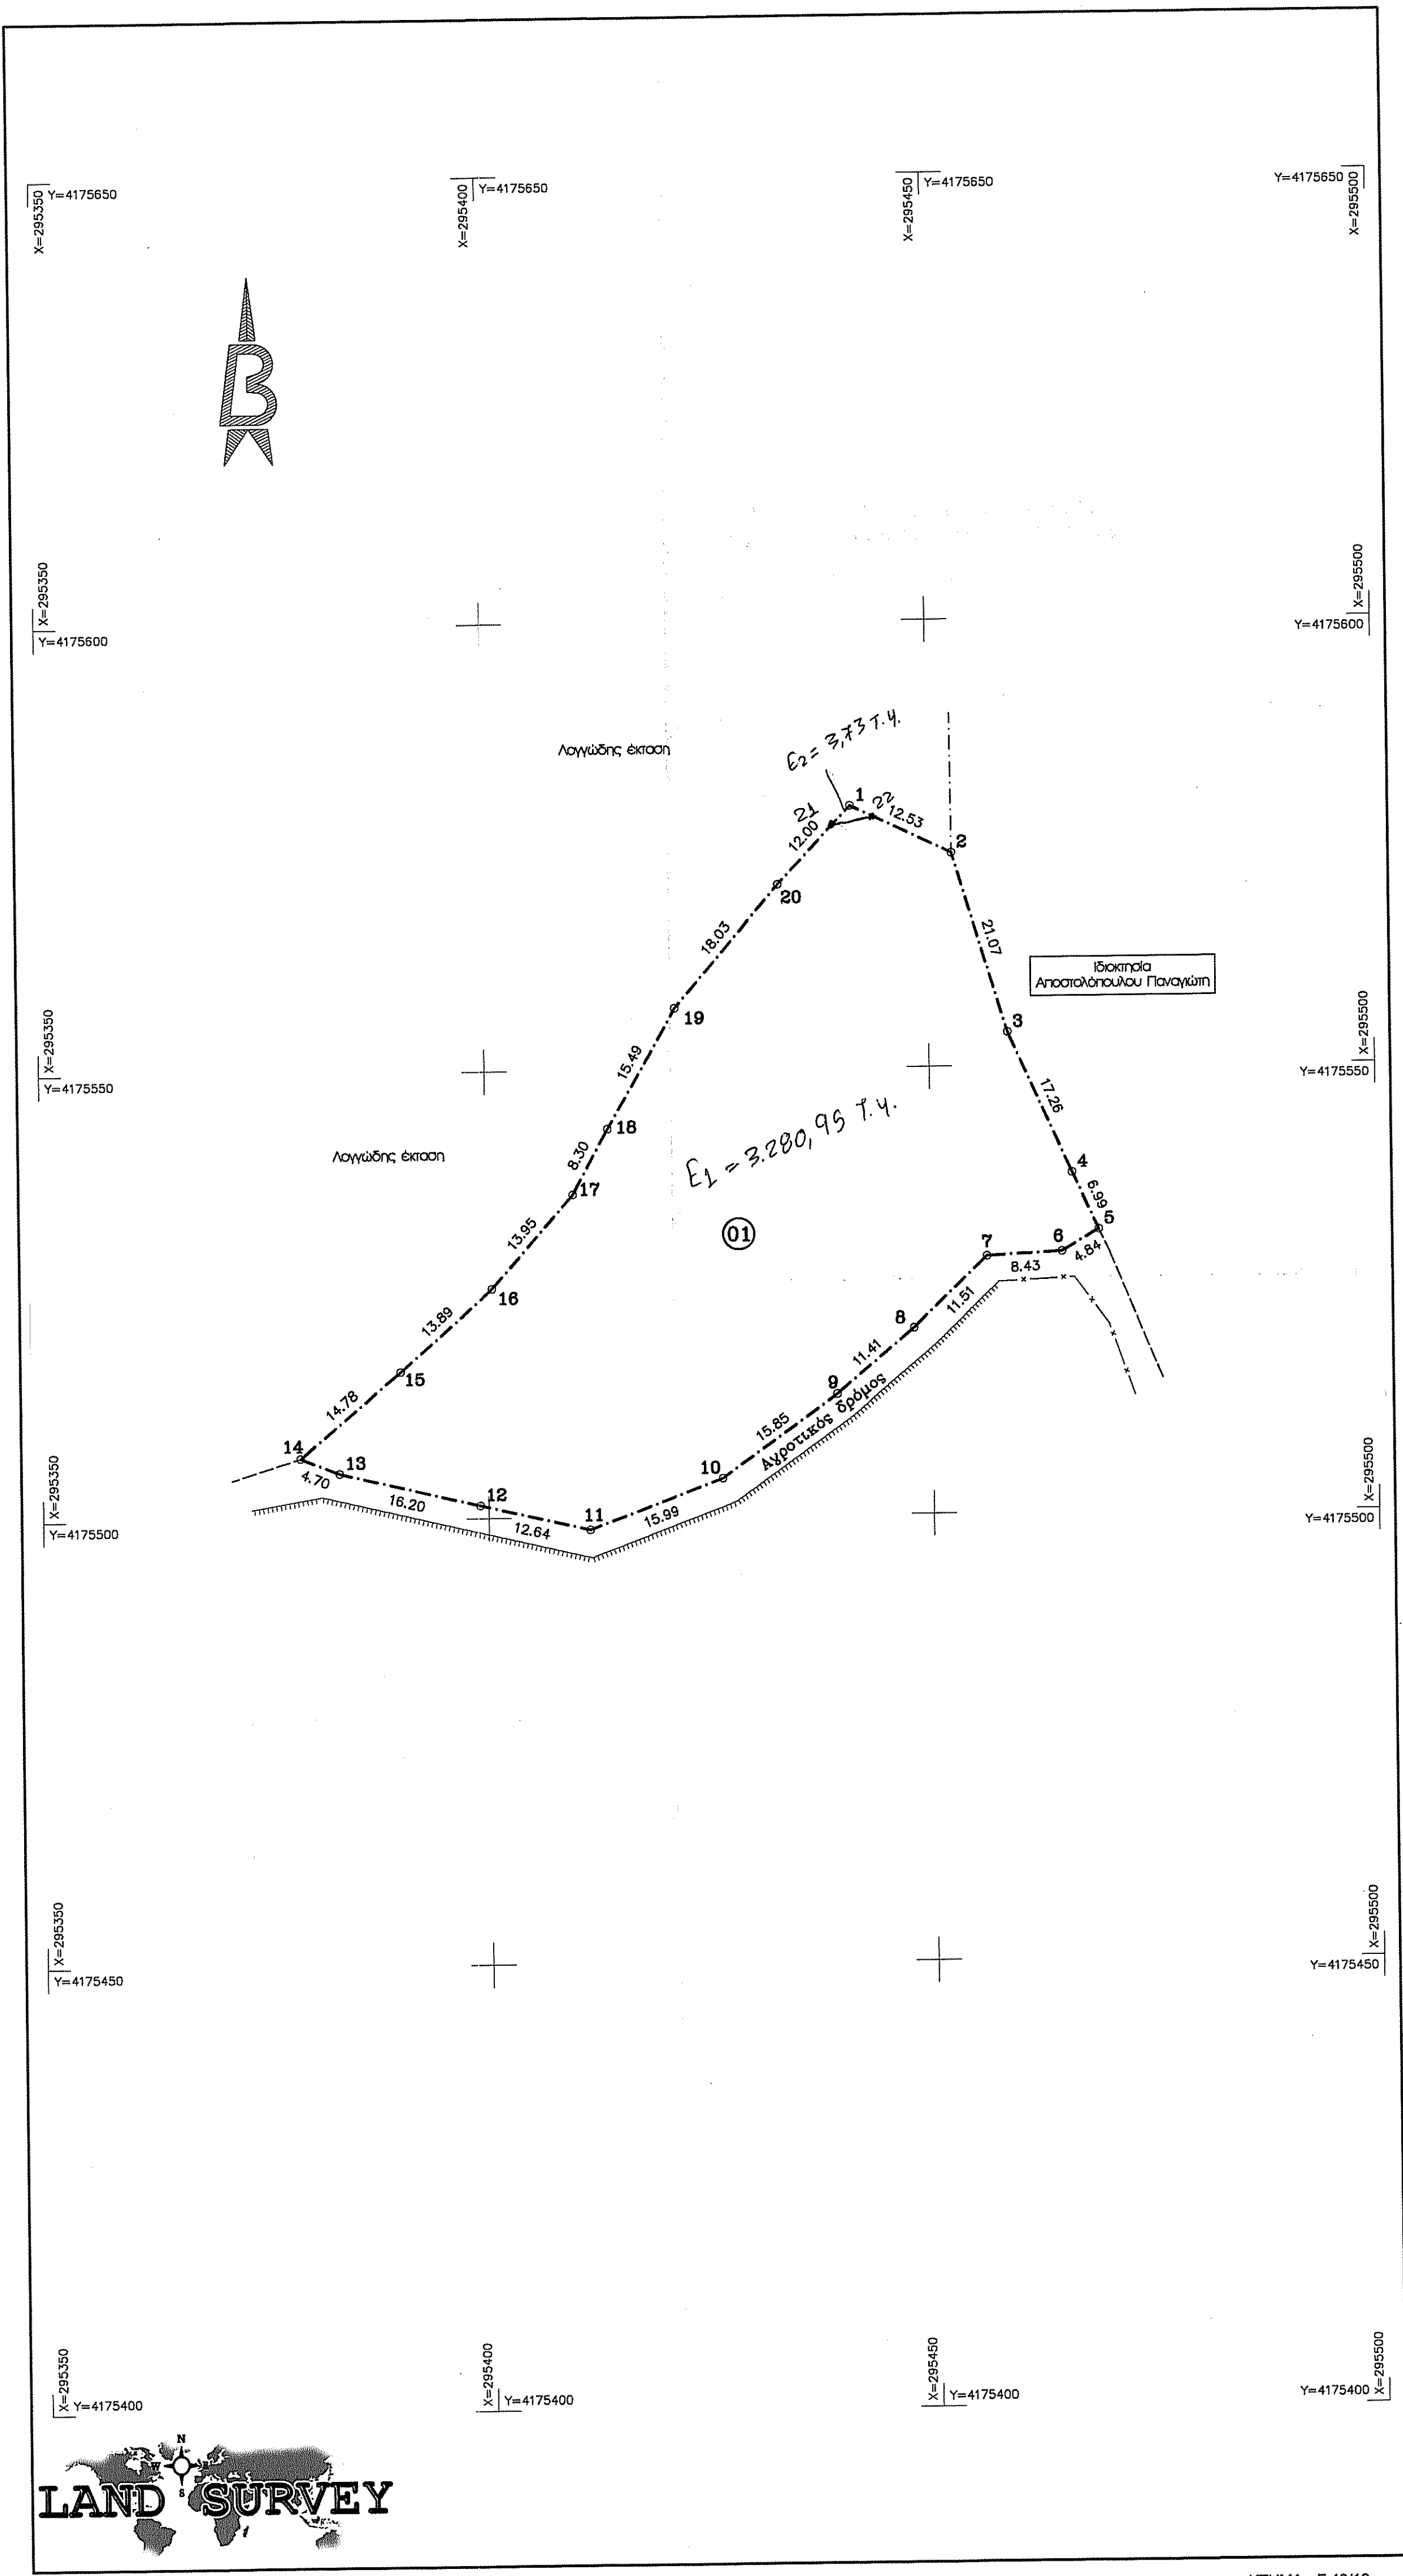 X=295350 Y=4175650
X=295400 Y=4175650
X=295450 Y=4175650
Y=4175650 X=295500
B
X=295350
Y=4175600
X=295500
Y=4175600
Λογγώδης έκταση
E2= 3,73 τ.μ.
1
21
22
12.53
2
12.00
20
18.03
21.07
Ιδιοκτησία
Αποστολόπουλου Παναγιώτη
19
3
X=295350
Y=4175550
X=295500
Y=4175550
15.49
17.26
18
Λογγώδης έκταση
E1 = 3.280,95 τ.μ.
8.30
17
4
6.99
5
13.95
01
7
6
4.84
8.43
16
11.51
13.89
8
11.41
15
9
14.78
15.85
Αγροτικός δρόμος
14
13
4.70
10
X=295350
Y=4175500
X=295500
Y=4175500
16.20
12
11
15.99
12.64
X=295350
Y=4175450
X=295500
Y=4175450
X=295350 Y=4175400
X=295400 Y=4175400
X=295450 Y=4175400
Y=4175400 X=295500
N
W E
S
LAND SURVEY